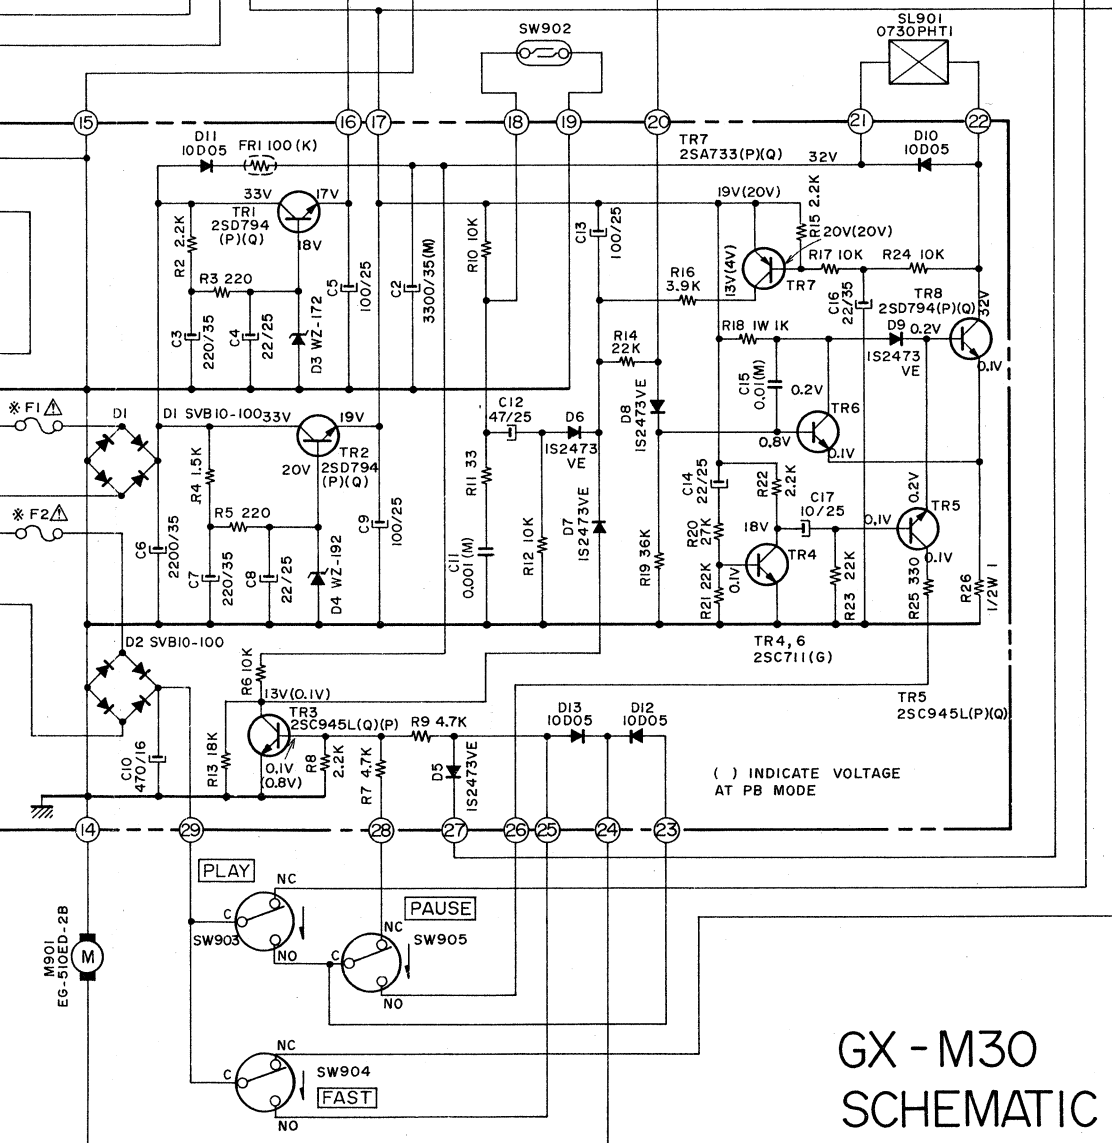 SW902
SL901
0730PHT1
15
16
17
18
19
20
21
22
D11
10D05
FR1 100 (K)
TR7
2SA733(P)(Q)
32V
D10
10D05
33V
17V
TR1
2SD794
(P)(Q)
18V
R2 2.2K
R3 220
C3
220/35
C4
22/25
D3 WZ-172
C5
100/25
C2
3300/35(M)
R10 10K
C13
100/25
19V(20V)
R15 2.2K
20V(20V)
13V(4V)
R16
3.9K
TR7
R17 10K
R24 10K
C16
22/35
TR8
2SD794(P)(Q)
32V
R14
22K
R18 1W 1K
D9
0.2V
1S2473
VE
0.1V
C15
0.01(M)
0.2V
D8
1S2473VE
TR6
0.8V
0.1V
※ F1 ⚠
D1
D1 SVB10-100
33V
19V
TR2
2SD794
(P)(Q)
20V
R4 1.5K
R5 220
C12
47/25
D6
1S2473
VE
R11 33
C14
22/25
R22
2.2K
C17
10/25
0.2V
TR5
0.1V
0.1V
18V
※ F2 ⚠
C6
2200/35
C7
220/35
C8
22/25
D4 WZ-192
C9
100/25
C11
0.001(M)
R12 10K
D7
1S2473VE
R19 36K
R20
27K
TR4
0.1V
R21 22K
R23 22K
R25 330
R26
1/2W 1
D2 SVB10-100
TR4,6
2SC711(G)
R6 10K
13V(0.1V)
TR3
2SC945L(Q)(P)
TR5
2SC945L(P)(Q)
C10
470/16
R13 18K
0.1V
(0.8V)
R8
2.2K
R7 4.7K
R9 4.7K
D5
1S2473VE
D13
10D05
D12
10D05
( ) INDICATE VOLTAGE
AT PB MODE
14
29
28
27
26
25
24
23
PLAY
NC
C
SW903
NO
PAUSE
NC
SW905
C
NO
M901
EG-510ED-2B
M
NC
C
SW904
FAST
NO
GX-M30
SCHEMATIC